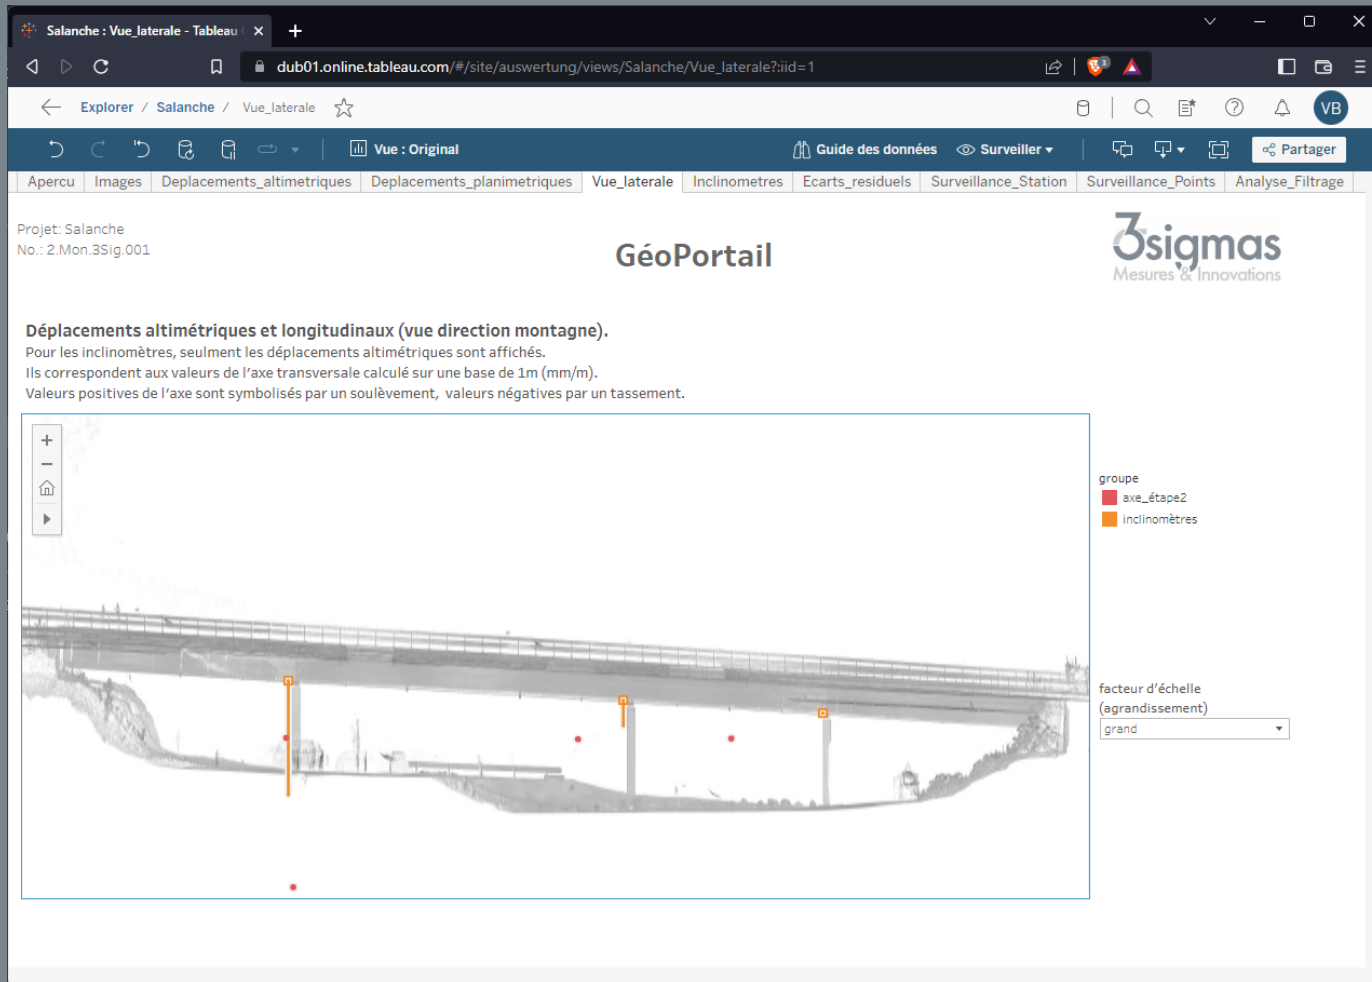 Salanche : Vue_laterale - Tableau
dub01.online.tableau.com/#/site/auswertung/views/Salanche/Vue_laterale?:iid=1
3
Explorer / Salanche / Vue_laterale
VB
Vue : Original
Guide des données
Surveiller
Partager
Apercu
Images
Deplacements_altimetriques
Deplacements_planimetriques
Vue_laterale
Inclinometres
Ecarts_residuels
Surveillance_Station
Surveillance_Points
Analyse_Filtrage
Projet: Salanche
No.: 2.Mon.3Sig.001
GéoPortail
3sigmas
Mesures & Innovations
Déplacements altimétriques et longitudinaux (vue direction montagne).
Pour les inclinomètres, seulment les déplacements altimétriques sont affichés.
Ils correspondent aux valeurs de l'axe transversale calculé sur une base de 1m (mm/m).
Valeurs positives de l'axe sont symbolisés par un soulèvement, valeurs négatives par un tassement.
groupe
axe_étape2
inclinomètres
facteur d'échelle
(agrandissement)
grand